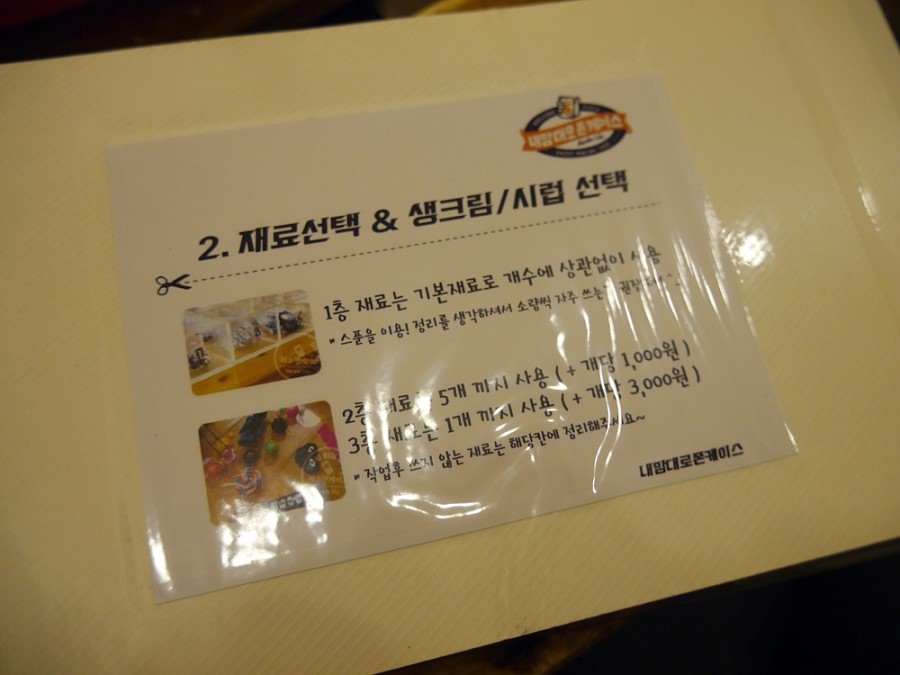 내맘대로폰케이스
2. 재료선택 & 생크림/시럽 선택
1층 재료는 기본재료로 개수에 상관없이 사용
스푼을 이용! 정리를 생각하셔서 소량씩 자주 쓰는
2층 5개 까지 사용 ( + 개당 1,000원 )
3층 재료는 1개 까지 사용 ( + 개당 3,000원 )
작업후 쓰지 않는 재료는 해당칸에 정리해주세요~
내맘대로폰케이스